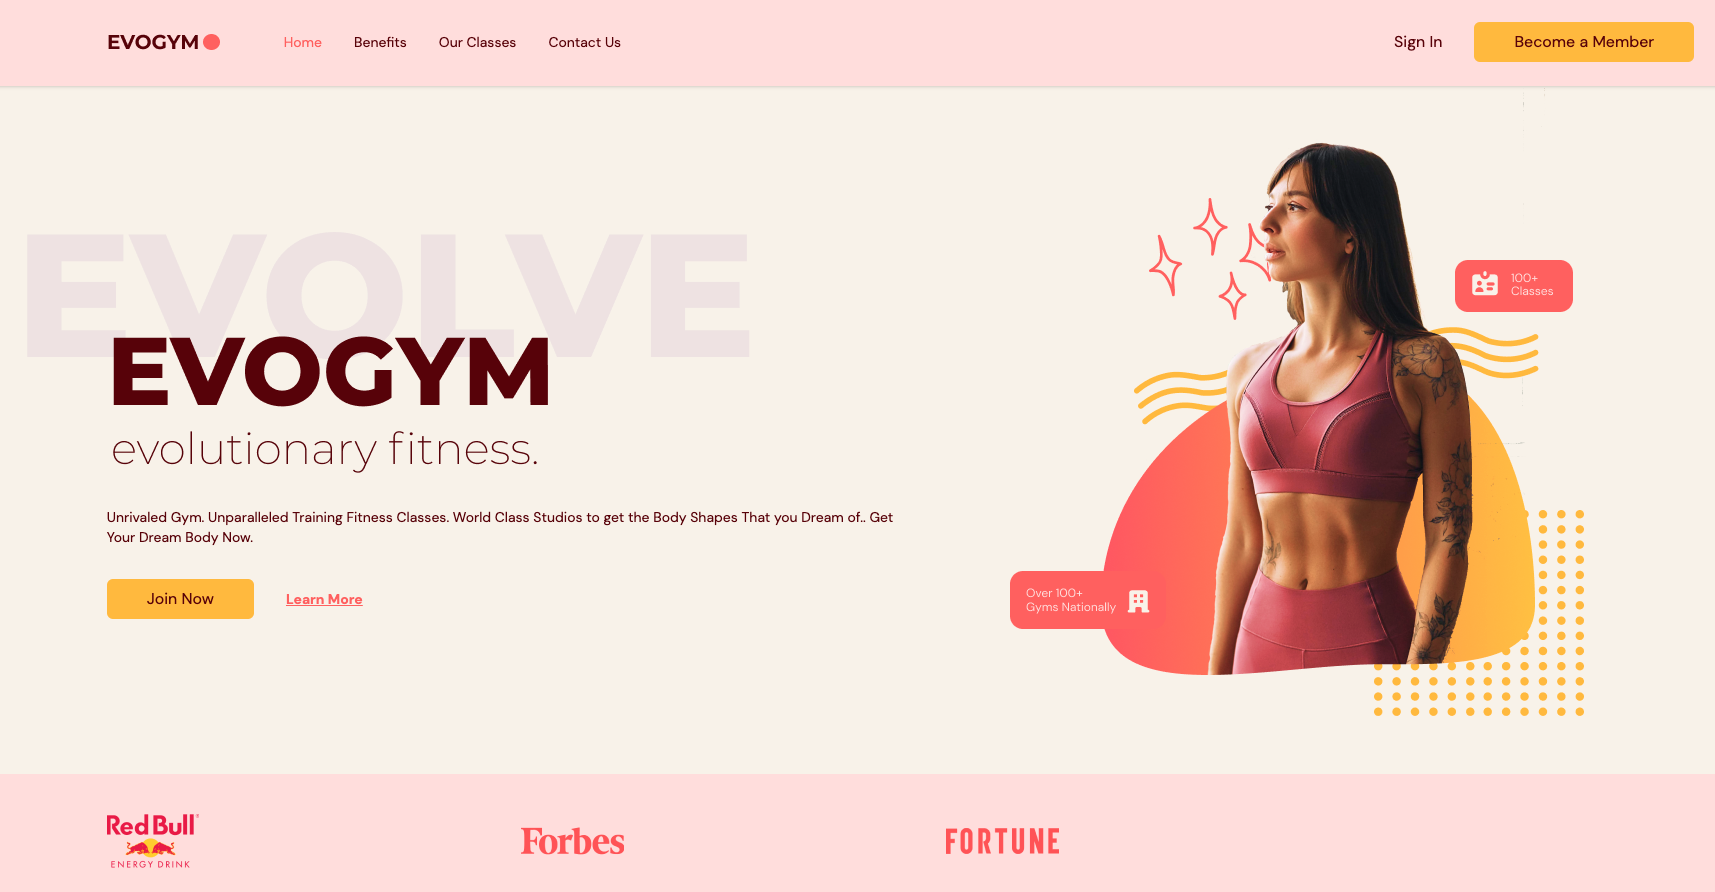 EVOGYM
Home
Benefits
Our Classes
Contact Us
Sign In
Become a Member
EVOLVE
EVOGYM
evolutionary fitness.
Unrivaled Gym. Unparalleled Training Fitness Classes. World Class Studios to get the Body Shapes That you Dream of.. Get
Your Dream Body Now.
Join Now
Learn More
100+
Classes
Over 100+
Gyms Nationally
Red Bull
ENERGY DRINK
Forbes
FORTUNE